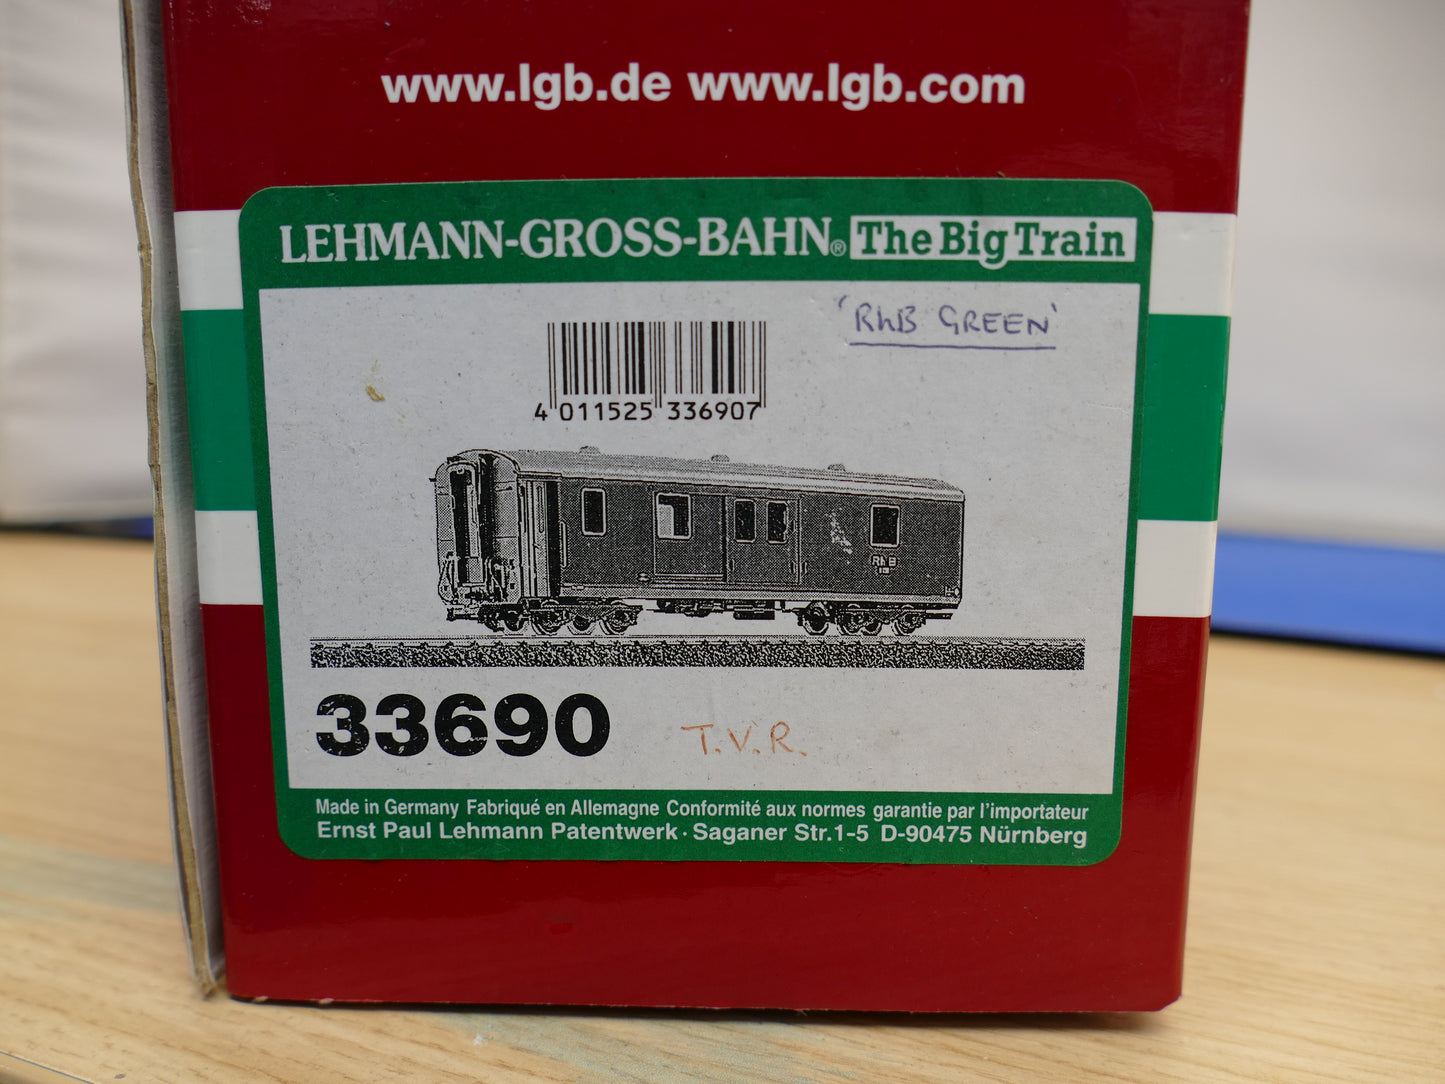 www.lgb.de www.lgb.com
LEHMANN-GROSS-BAHN® The Big Train
'RhB GREEN'
4 011525 336907
RhB
33690
T.V.R.
Made in Germany Fabriqué en Allemagne Conformité aux normes garantie par l'importateur
Ernst Paul Lehmann Patentwerk · Saganer Str.1-5 D-90475 Nürnberg